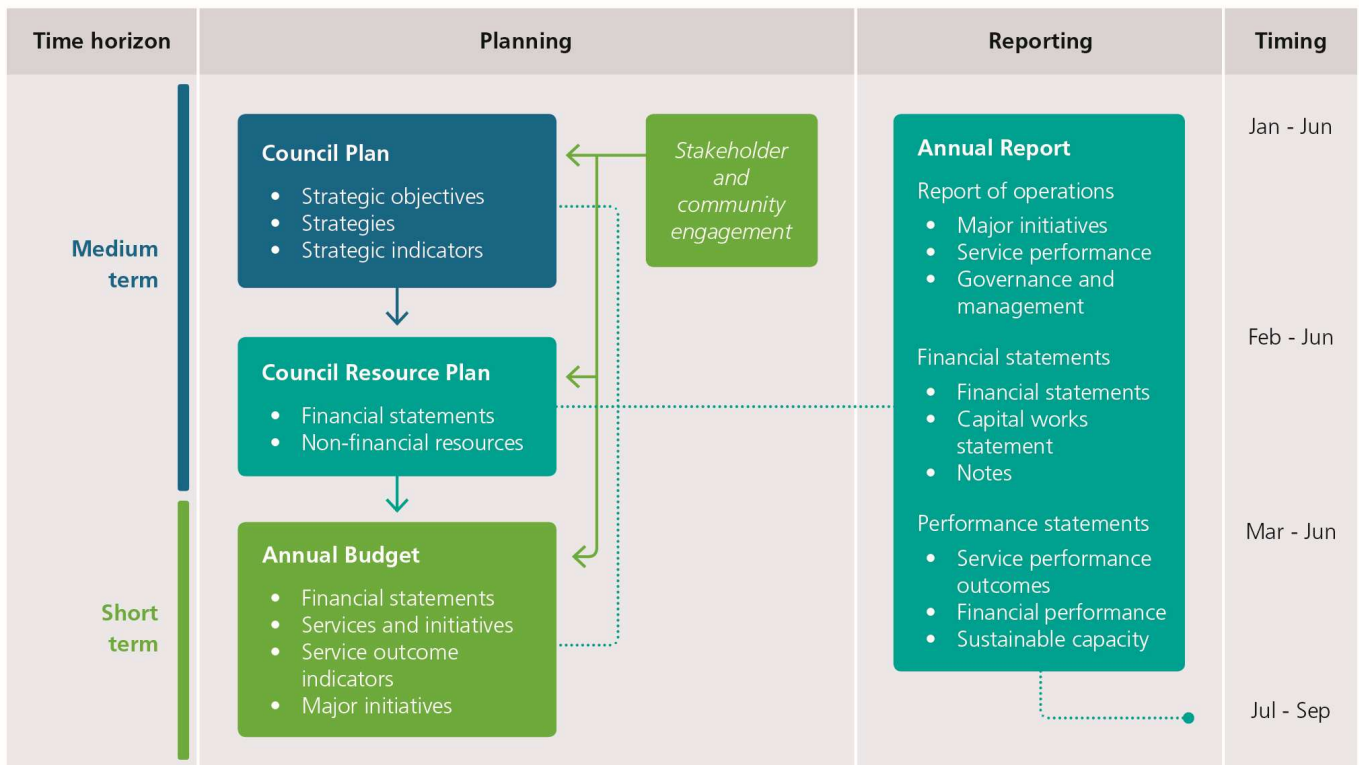 Time horizon
Planning
Reporting
Timing
Medium
term
Short
term
Council Plan
• Strategic objectives
• Strategies
• Strategic indicators
Stakeholder
and
community
engagement
Council Resource Plan
• Financial statements
• Non-financial resources
Annual Budget
• Financial statements
• Services and initiatives
• Service outcome
indicators
• Major initiatives
Annual Report
Report of operations
• Major initiatives
• Service performance
• Governance and
management
Financial statements
• Financial statements
• Capital works
statement
• Notes
Performance statements
• Service performance
outcomes
• Financial performance
• Sustainable capacity
Jan - Jun
Feb - Jun
Mar - Jun
Jul - Sep